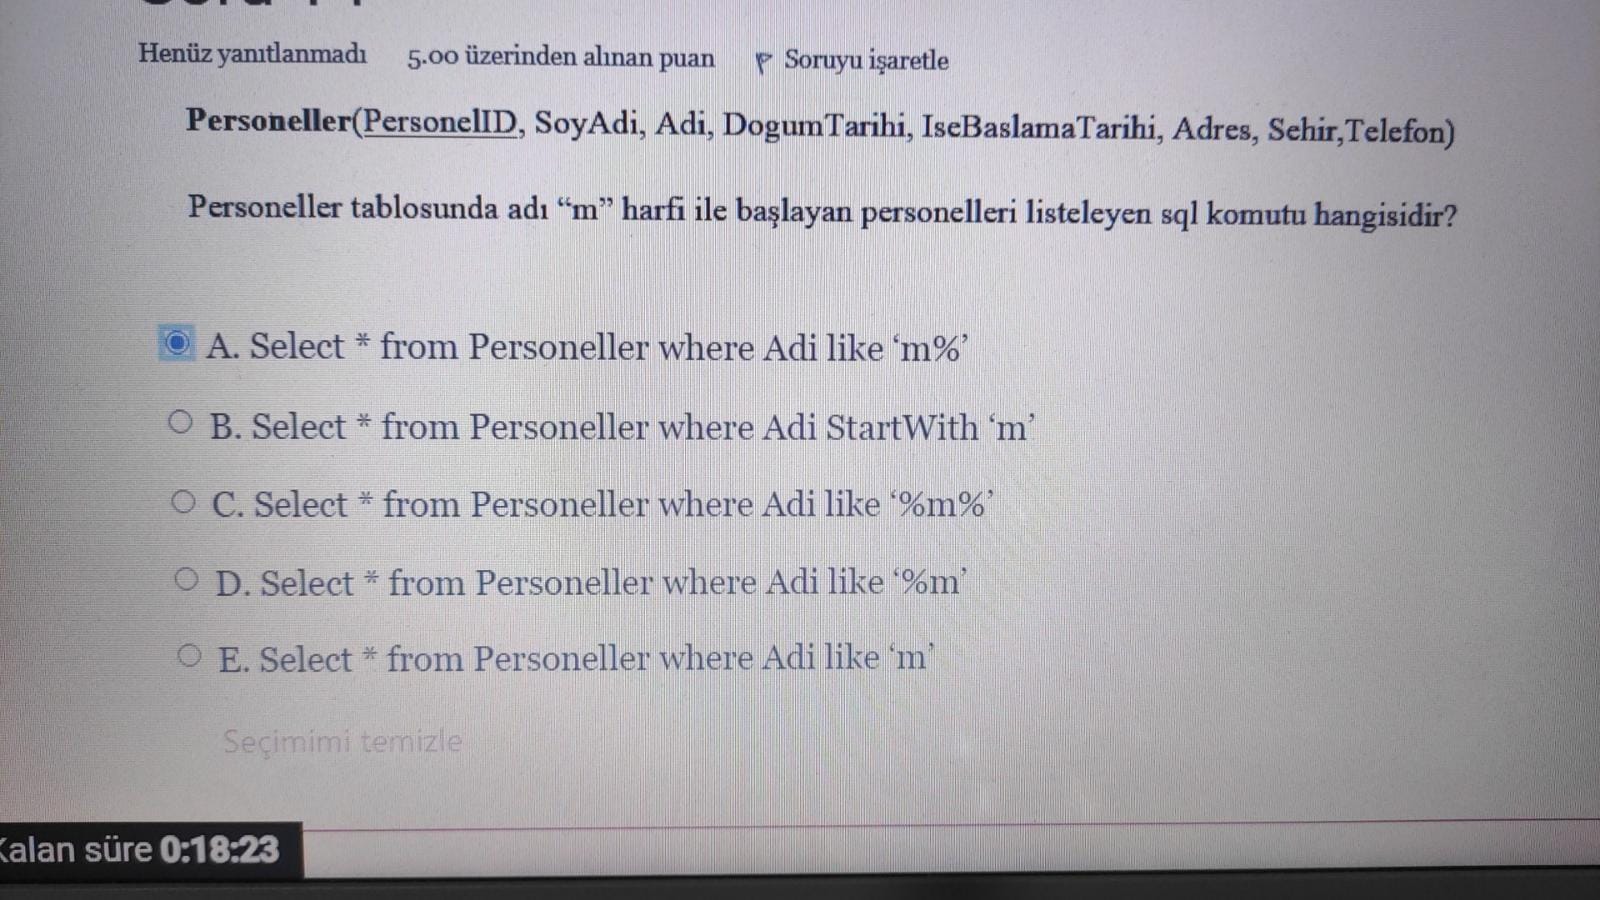 Henüz yanıtlanmadı 5.00 üzerinden alınan puan Soruyu işaretle
Personeller(PersonelID, SoyAdi, Adi, DogumTarihi, IseBaslamaTarihi, Adres, Sehir,Telefon)
Personeller tablosunda adı “m” harfi ile başlayan personelleri listeleyen sql komutu hangisidir?
A. Select * from Personeller where Adi like ‘m%’
B. Select * from Personeller where Adi StartWith ‘m’
C. Select * from Personeller where Adi like ‘%m%’
D. Select * from Personeller where Adi like ‘%m’
E. Select * from Personeller where Adi like ‘m’
Seçimimi temizle
Kalan süre 0:18:23